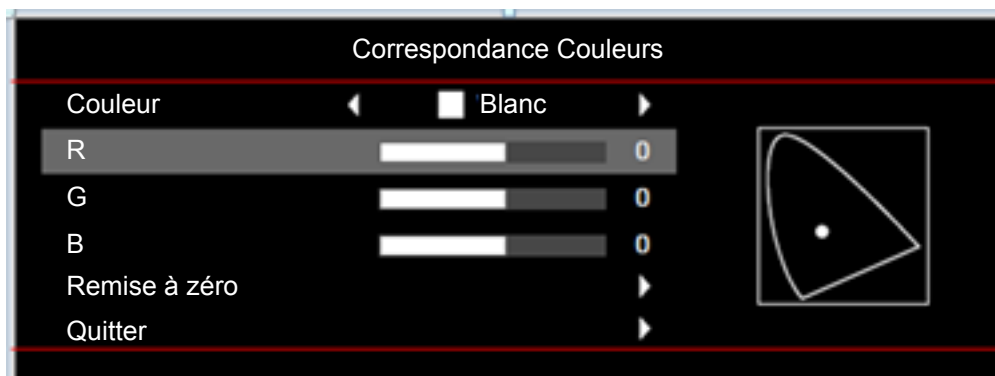 Correspondance Couleurs
Couleur Blanc
R 0
G 0
B 0
Remise à zéro
Quitter